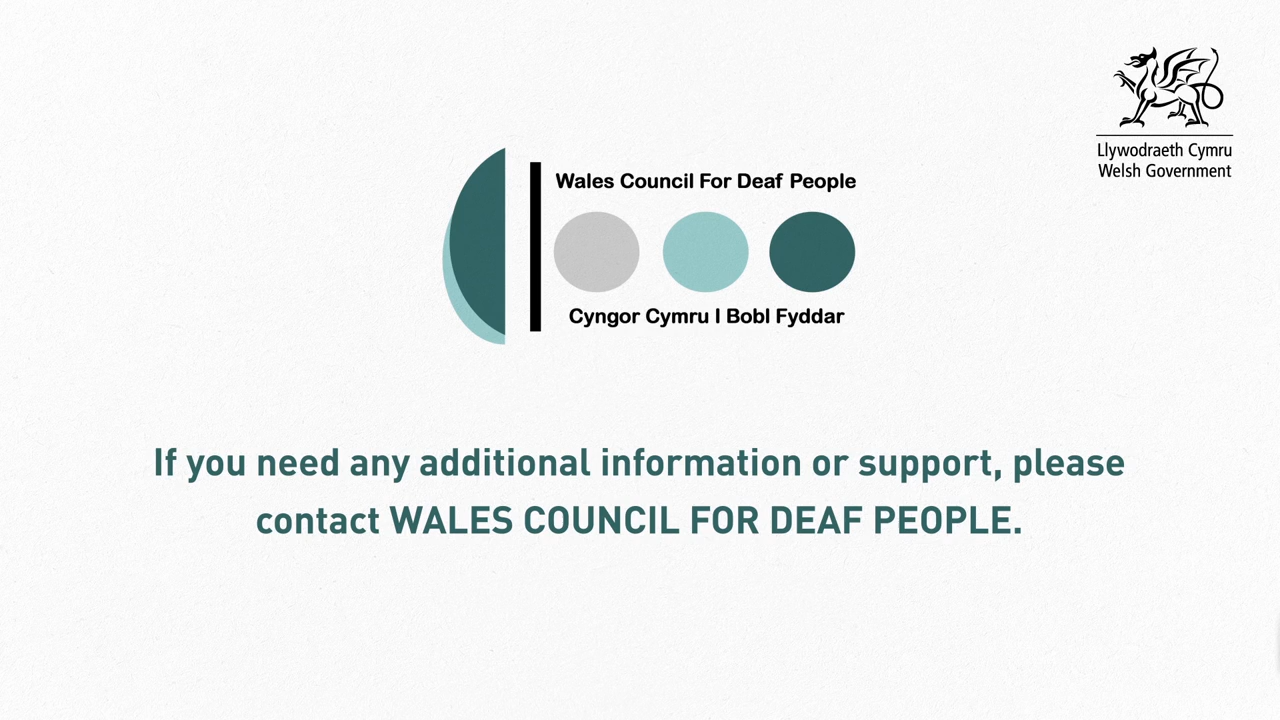 Llywodraeth Cymru
Welsh Government
Wales Council For Deaf People
Cyngor Cymru I Bobl Fyddar
If you need any additional information or support, please
contact WALES COUNCIL FOR DEAF PEOPLE.